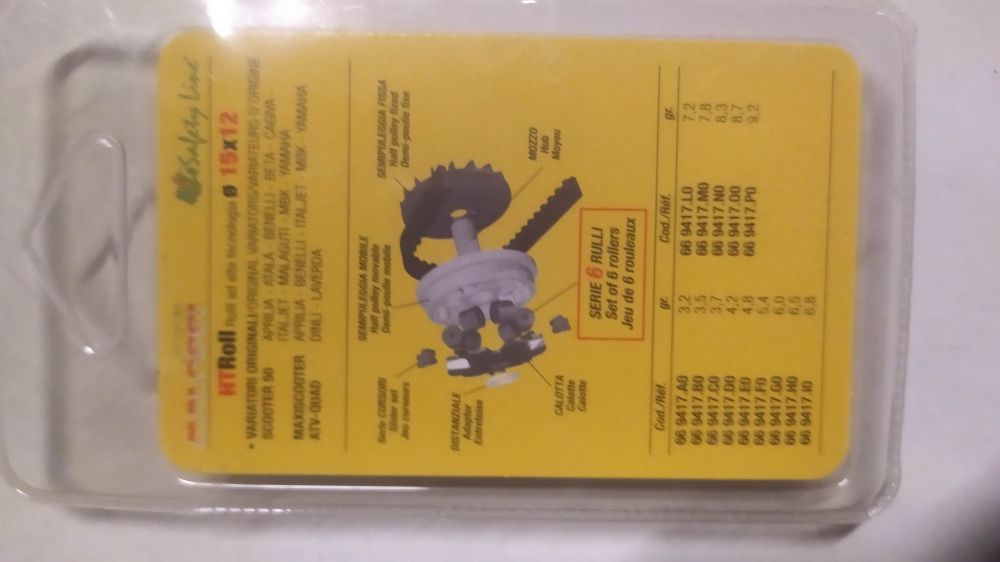 Safety Line
HTRoll Rulli ad alta tecnologia Ø 15x12
• VARIATORI ORIGINALI/ORIGINAL VARIATORS/VARIATEURS D'ORIGINE
SCOOTER 50 APRILIA - ATALA - BENELLI - BETA - CAGIVA -
ITALJET - MALAGUTI - MBK - YAMAHA
MAXISCOOTER APRILIA - BENELLI - ITALJET - MBK - YAMAHA
ATV-QUAD DINLI - LAVERDA
SEMIPULEGGIA FISSA
Half pulley fixed
Demi-poulie fixe
MOZZO
Hub
Moyeu
SEMIPULEGGIA MOBILE
Half pulley movable
Demi-poulie mobile
SERIE 6 RULLI
Set of 6 rollers
Jeu de 6 rouleaux
Serie CURSORI
Slider set
Jeu curseurs
DISTANZIALE
Adaptor
Entretoise
CALOTTA
Calotte
Calotte
Cod./Réf. gr. Cod./Réf. gr.
66 9417.A0 3,2 66 9417.L0 7,2
66 9417.B0 3,5 66 9417.M0 7,8
66 9417.C0 3,7 66 9417.N0 8,3
66 9417.D0 4,2 66 9417.O0 8,7
66 9417.E0 4,8 66 9417.P0 9,2
66 9417.F0 5,4
66 9417.G0 6,0
66 9417.H0 6,5
66 9417.I0 6,8